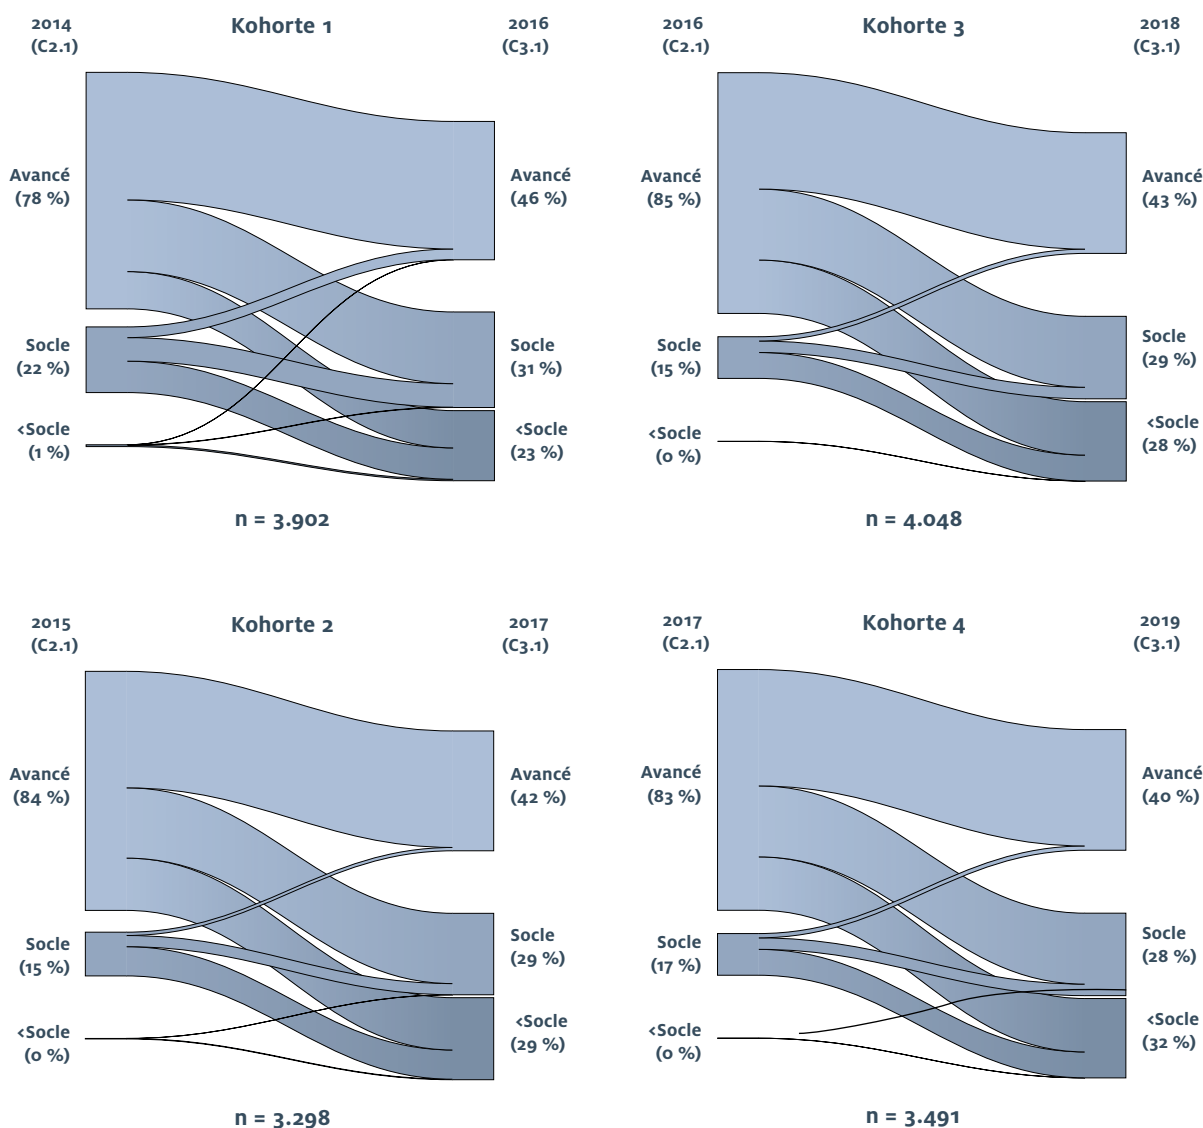 Kohorte 1
2014
(C2.1)
2016
(C3.1)
Avancé
(78 %)
Avancé
(46 %)
Socle
(22 %)
Socle
(31 %)
<Socle
(1 %)
<Socle
(23 %)
n = 3.902
Kohorte 3
2016
(C2.1)
2018
(C3.1)
Avancé
(85 %)
Avancé
(43 %)
Socle
(15 %)
Socle
(29 %)
<Socle
(0 %)
<Socle
(28 %)
n = 4.048
Kohorte 2
2015
(C2.1)
2017
(C3.1)
Avancé
(84 %)
Avancé
(42 %)
Socle
(15 %)
Socle
(29 %)
<Socle
(0 %)
<Socle
(29 %)
n = 3.298
Kohorte 4
2017
(C2.1)
2019
(C3.1)
Avancé
(83 %)
Avancé
(40 %)
Socle
(17 %)
Socle
(28 %)
<Socle
(0 %)
<Socle
(32 %)
n = 3.491